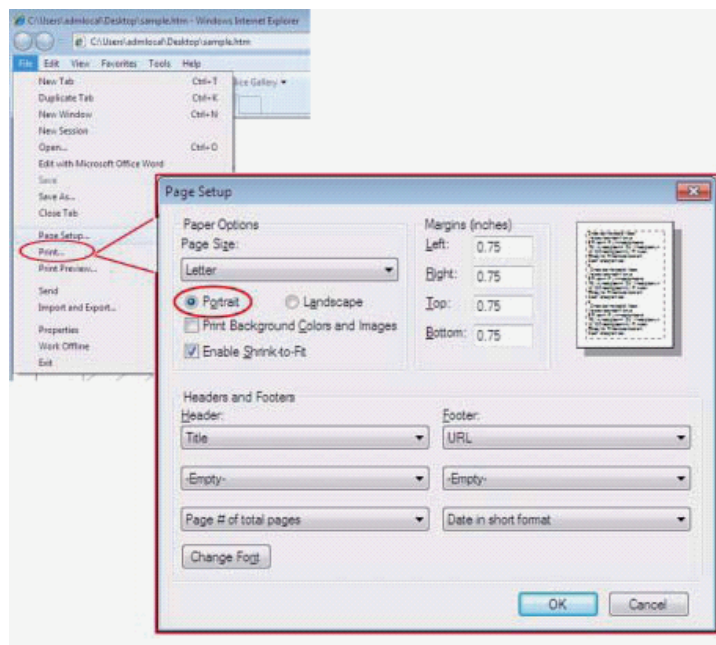 C:\Users\admlocal\Desktop\sample.htm - Windows Internet Explorer
C:\Users\admlocal\Desktop\sample.htm
File Edit View Favorites Tools Help
New Tab Ctrl+T
Duplicate Tab Ctrl+K
New Window Ctrl+N
New Session
Open... Ctrl+O
Edit with Microsoft Office Word
Save
Save As...
Close Tab
Page Setup...
Print...
Print Preview...
Send
Import and Export...
Properties
Work Offline
Exit
Gallery
Page Setup
Paper Options
Page Size:
Letter
Portrait Landscape
Print Background Colors and Images
Enable Shrink-to-Fit
Margins (inches)
Left: 0.75
Right: 0.75
Top: 0.75
Bottom: 0.75
Headers and Footers
Header: Footer:
Title URL
-Empty- -Empty-
Page # of total pages Date in short format
Change Font
OK Cancel